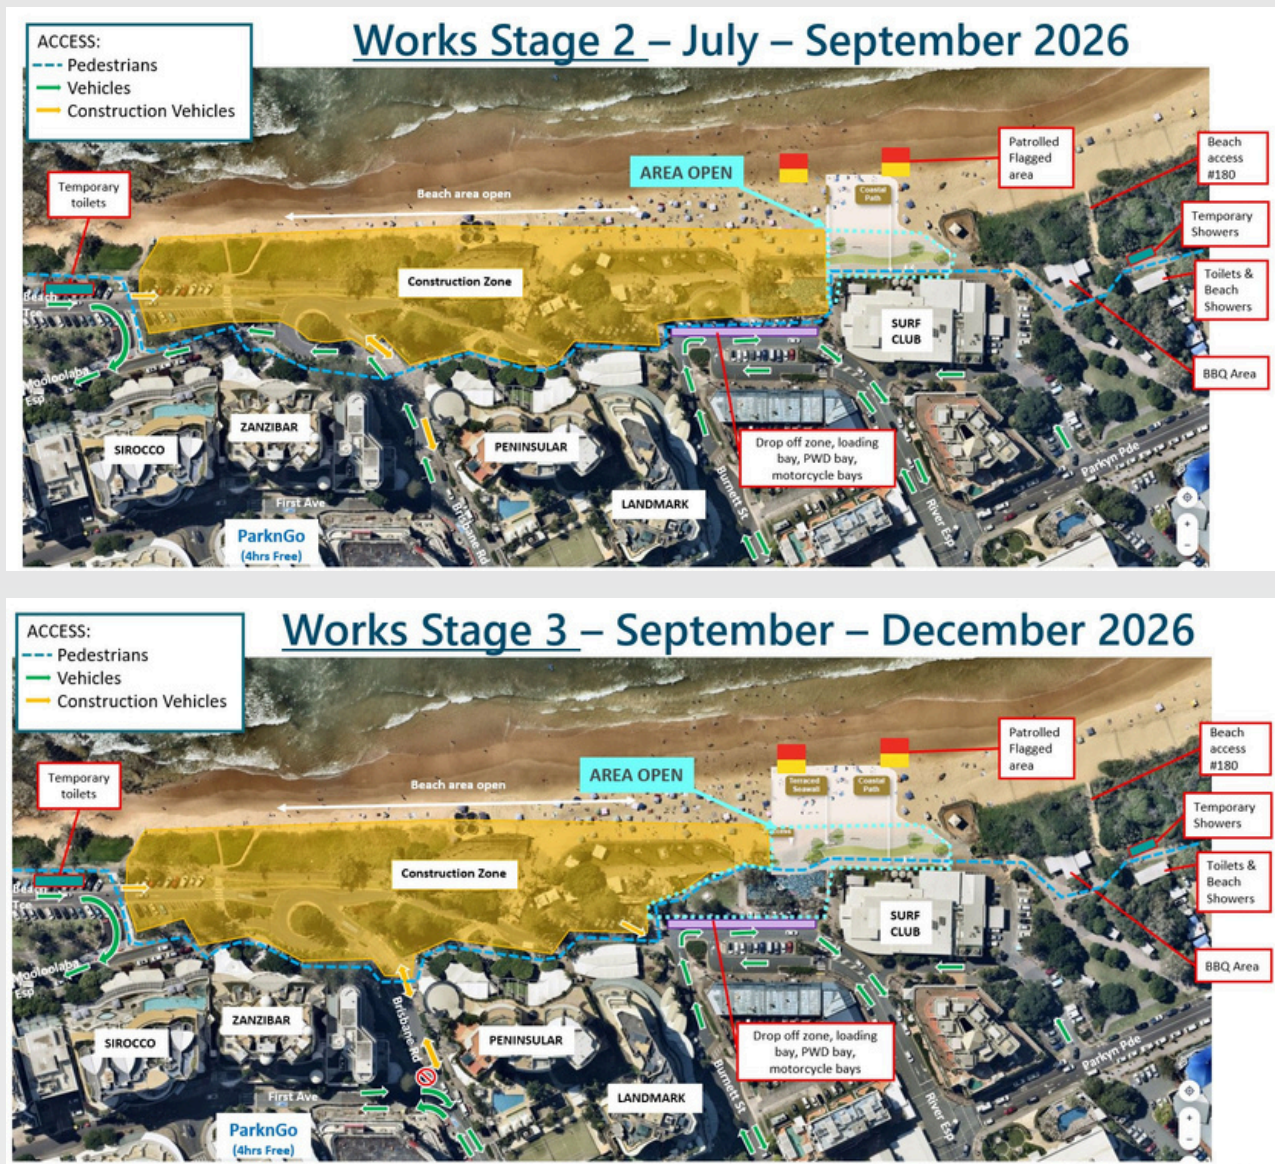 Works Stage 2 – July – September 2026
ACCESS:
Pedestrians
Vehicles
Construction Vehicles
Patrolled
Flagged
area
Beach
access
#180
AREA OPEN
Temporary
toilets
Beach area open
Coastal
Path
Temporary
Showers
Construction Zone
Toilets &
Beach
Showers
Beach
Tce
SURF
CLUB
Mooloolaba
Esp
BBQ Area
SIROCCO
ZANZIBAR
PENINSULAR
Drop off zone, loading
bay, PWD bay,
motorcycle bays
Parkyn Pde
LANDMARK
Burnett St
River Esp
First Ave
Brisbane Rd
ParknGo
(4hrs Free)
+
-
Works Stage 3 – September – December 2026
ACCESS:
Pedestrians
Vehicles
Construction Vehicles
Patrolled
Flagged
area
Beach
access
#180
AREA OPEN
Temporary
toilets
Beach area open
Terraced
Seawall
Coastal
Path
Temporary
Showers
Construction Zone
Toilets &
Beach
Showers
Beach
Tce
SURF
CLUB
Mooloolaba
Esp
BBQ Area
SIROCCO
ZANZIBAR
Brisbane Rd
PENINSULAR
Drop off zone, loading
bay, PWD bay,
motorcycle bays
Parkyn Pde
First Ave
LANDMARK
Burnett St
River Esp
ParknGo
(4hrs Free)
+
-